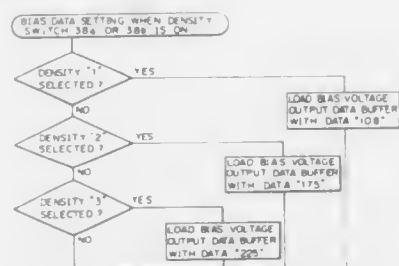 BIAS DATA SETTING WHEN DENSITY
SWITCH 38a OR 38b IS ON
DENSITY "1"
SELECTED ?
YES
NO
LOAD BIAS VOLTAGE
OUTPUT DATA BUFFER
WITH DATA "108"
DENSITY "2"
SELECTED ?
YES
NO
LOAD BIAS VOLTAGE
OUTPUT DATA BUFFER
WITH DATA "175"
DENSITY "3"
SELECTED ?
YES
NO
LOAD BIAS VOLTAGE
OUTPUT DATA BUFFER
WITH DATA "225"